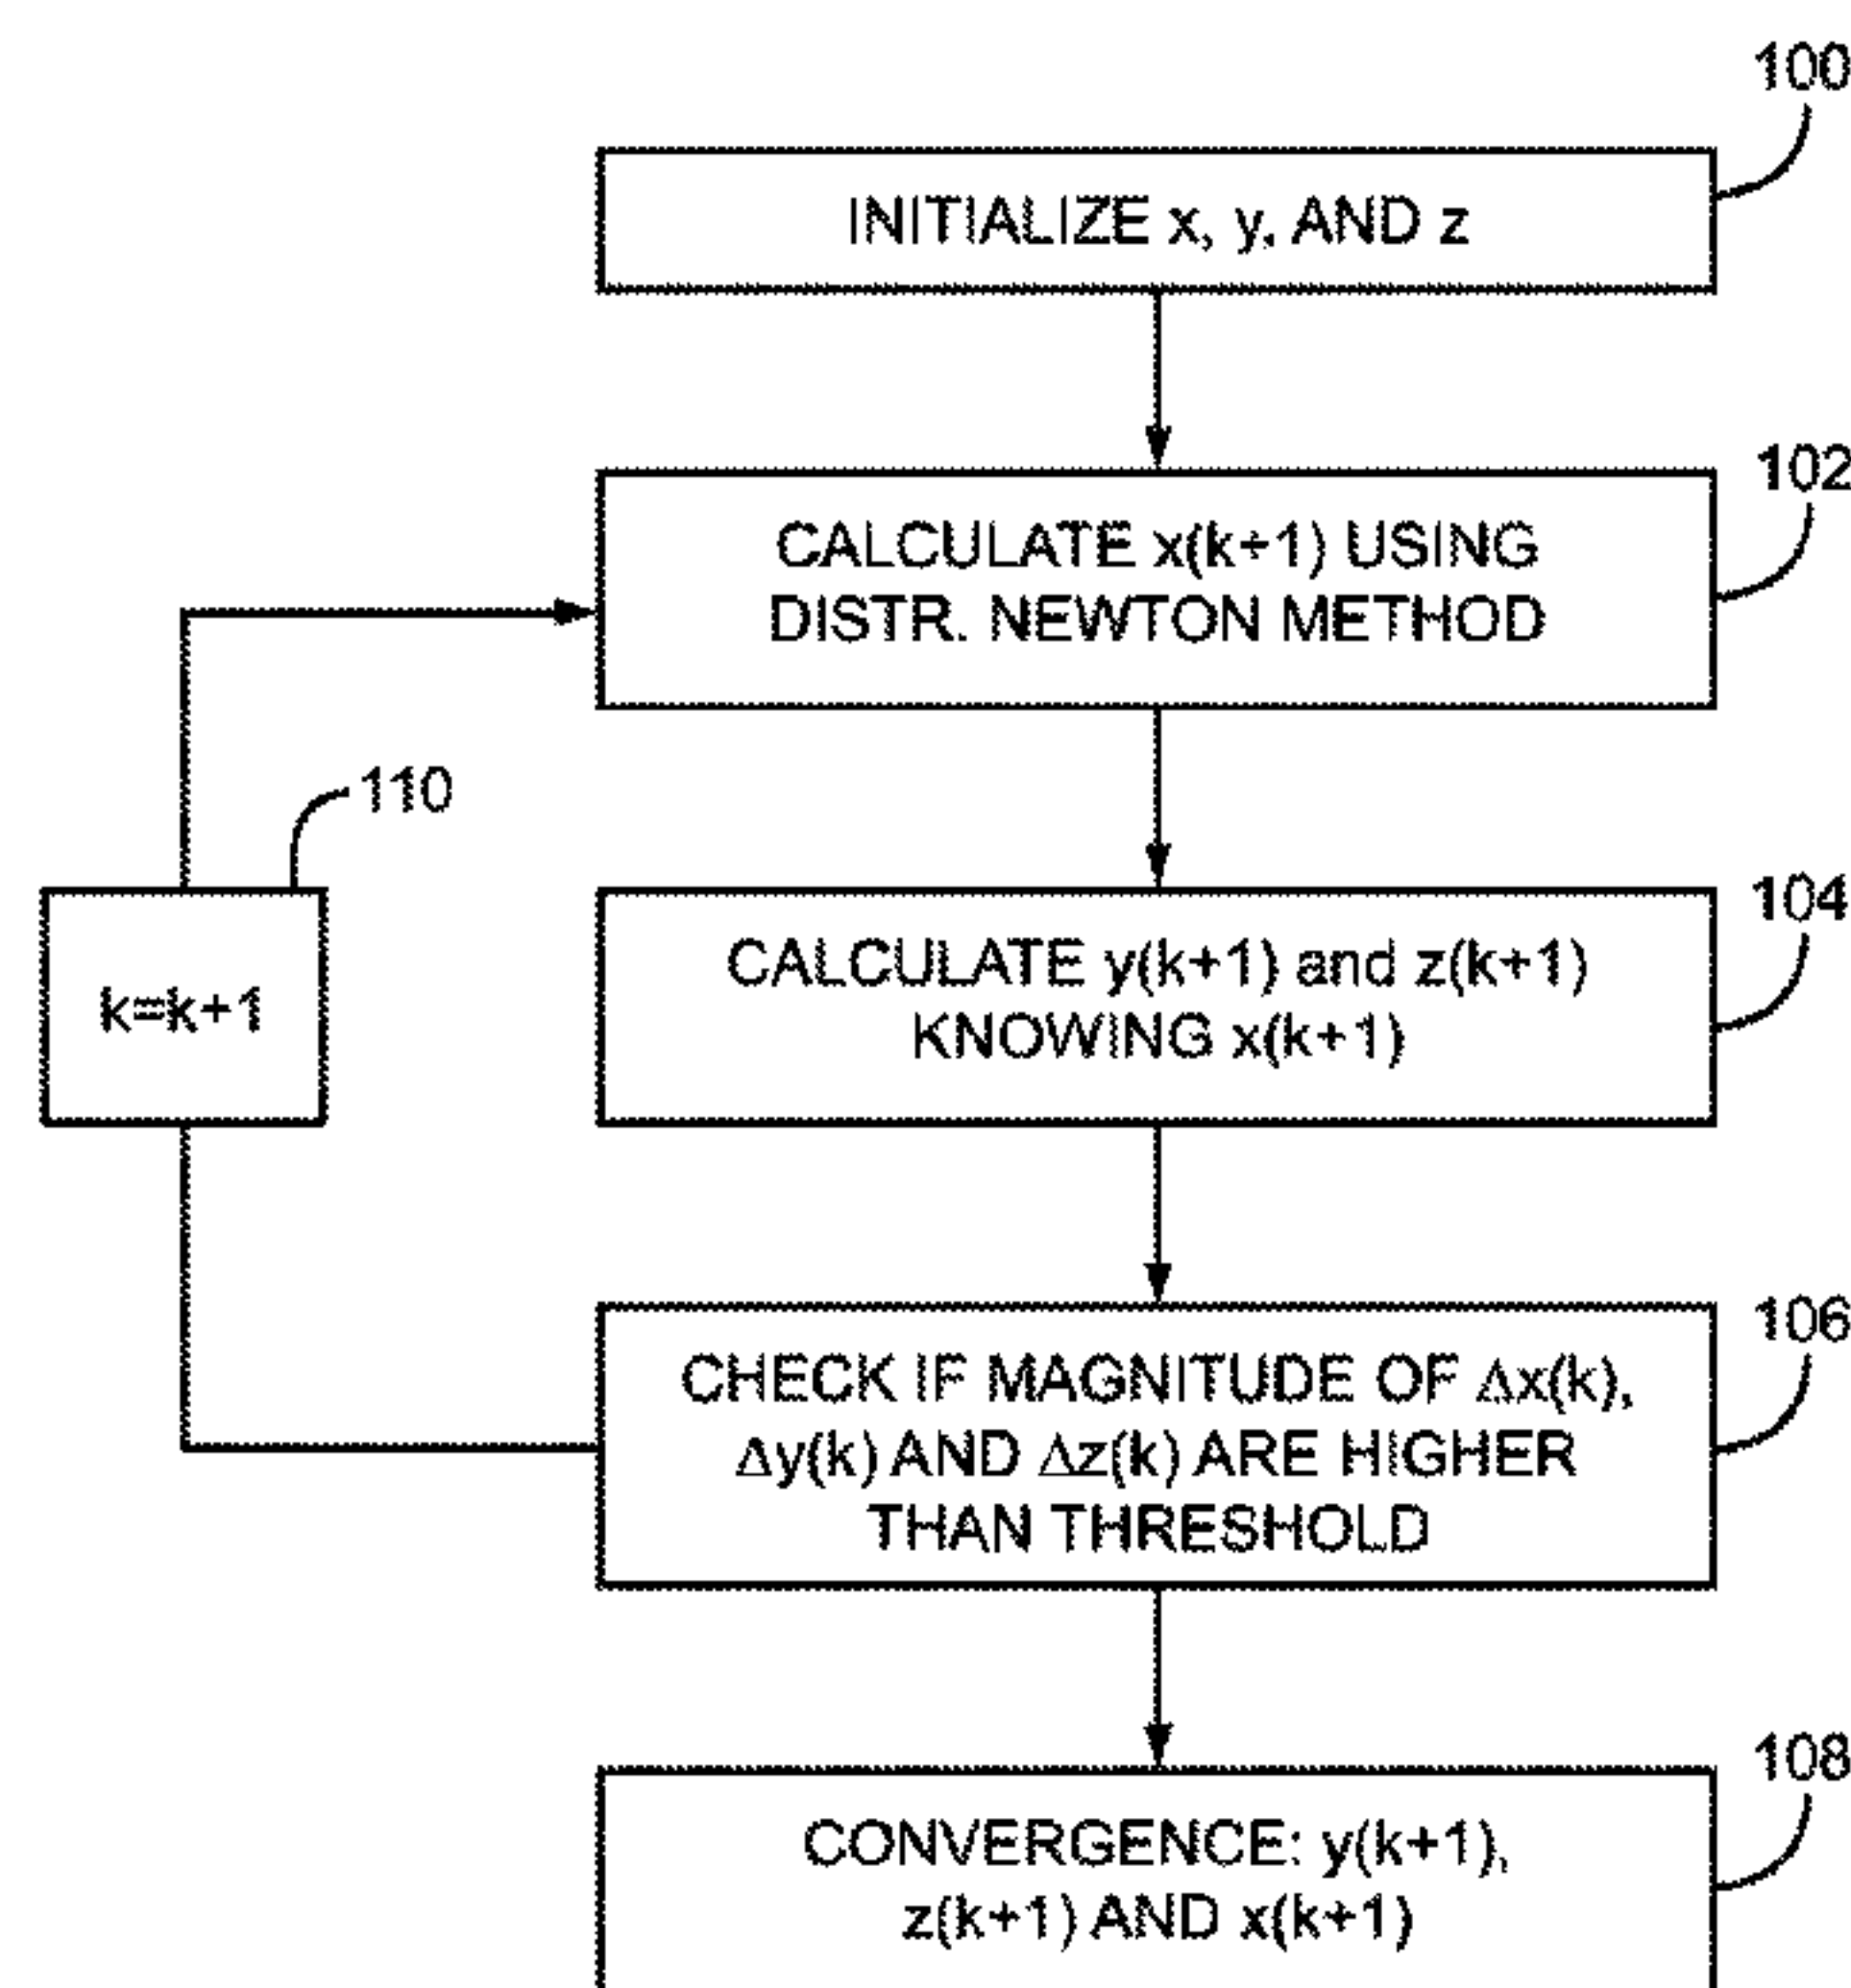 100
INITIALIZE x, y, AND z
102
CALCULATE x(k+1) USING
DISTR. NEWTON METHOD
110
k=k+1
104
CALCULATE y(k+1) and z(k+1)
KNOWING x(k+1)
106
CHECK IF MAGNITUDE OF Δx(k),
Δy(k) AND Δz(k) ARE HIGHER
THAN THRESHOLD
108
CONVERGENCE: y(k+1),
z(k+1) AND x(k+1)